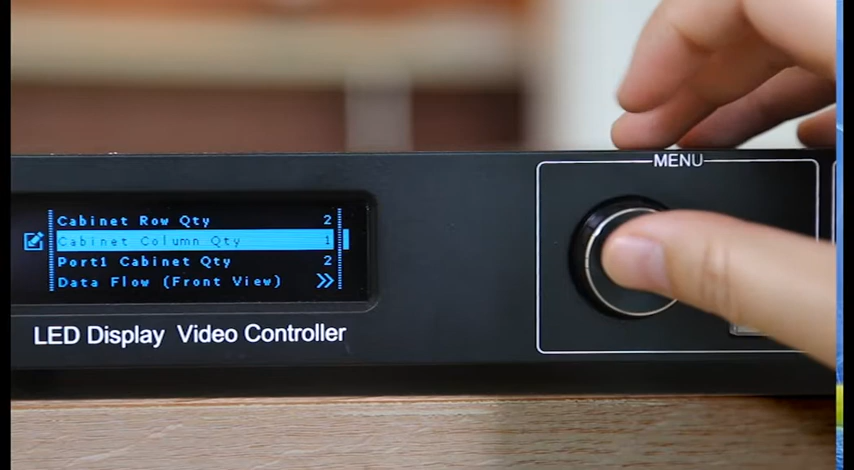 MENU
Cabinet Row Qty 2
Cabinet Column Qty 1
Port1 Cabinet Qty 2
Data Flow (Front View) »
LED Display Video Controller